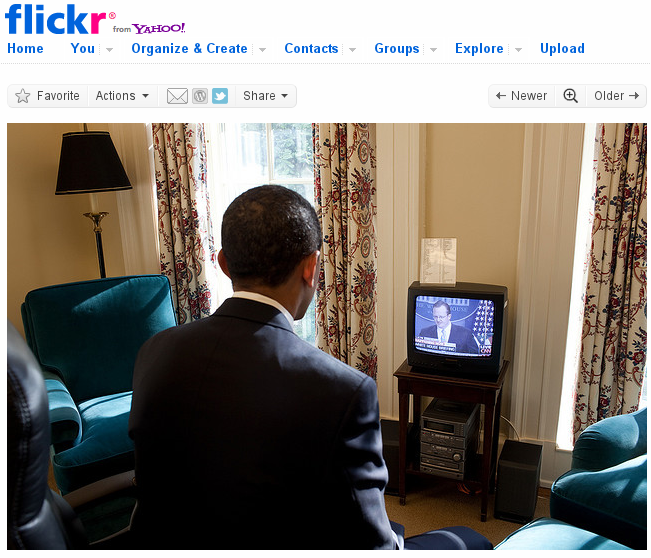 flickr® from YAHOO!
Home You Organize & Create Contacts Groups Explore Upload
Favorite Actions Share Newer Older
WHITE HOUSE BRIEFING
CNN